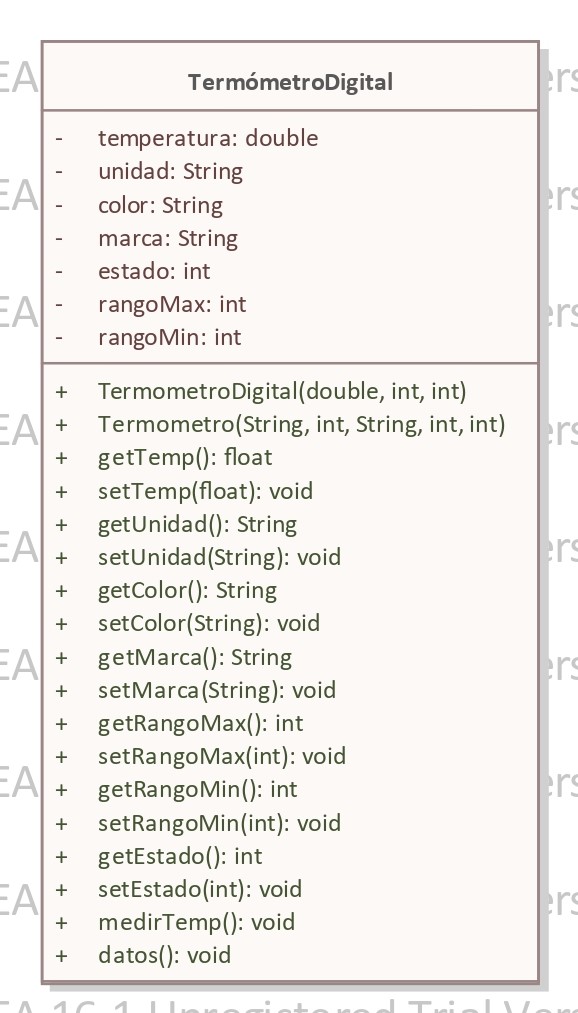 TermómetroDigital
- temperatura: double
- unidad: String
- color: String
- marca: String
- estado: int
- rangoMax: int
- rangoMin: int
+ TermometroDigital(double, int, int)
+ Termometro(String, int, String, int, int)
+ getTemp(): float
+ setTemp(float): void
+ getUnidad(): String
+ setUnidad(String): void
+ getColor(): String
+ setColor(String): void
+ getMarca(): String
+ setMarca(String): void
+ getRangoMax(): int
+ setRangoMax(int): void
+ getRangoMin(): int
+ setRangoMin(int): void
+ getEstado(): int
+ setEstado(int): void
+ medirTemp(): void
+ datos(): void
EA 16.1 Unregistered Trial Vers